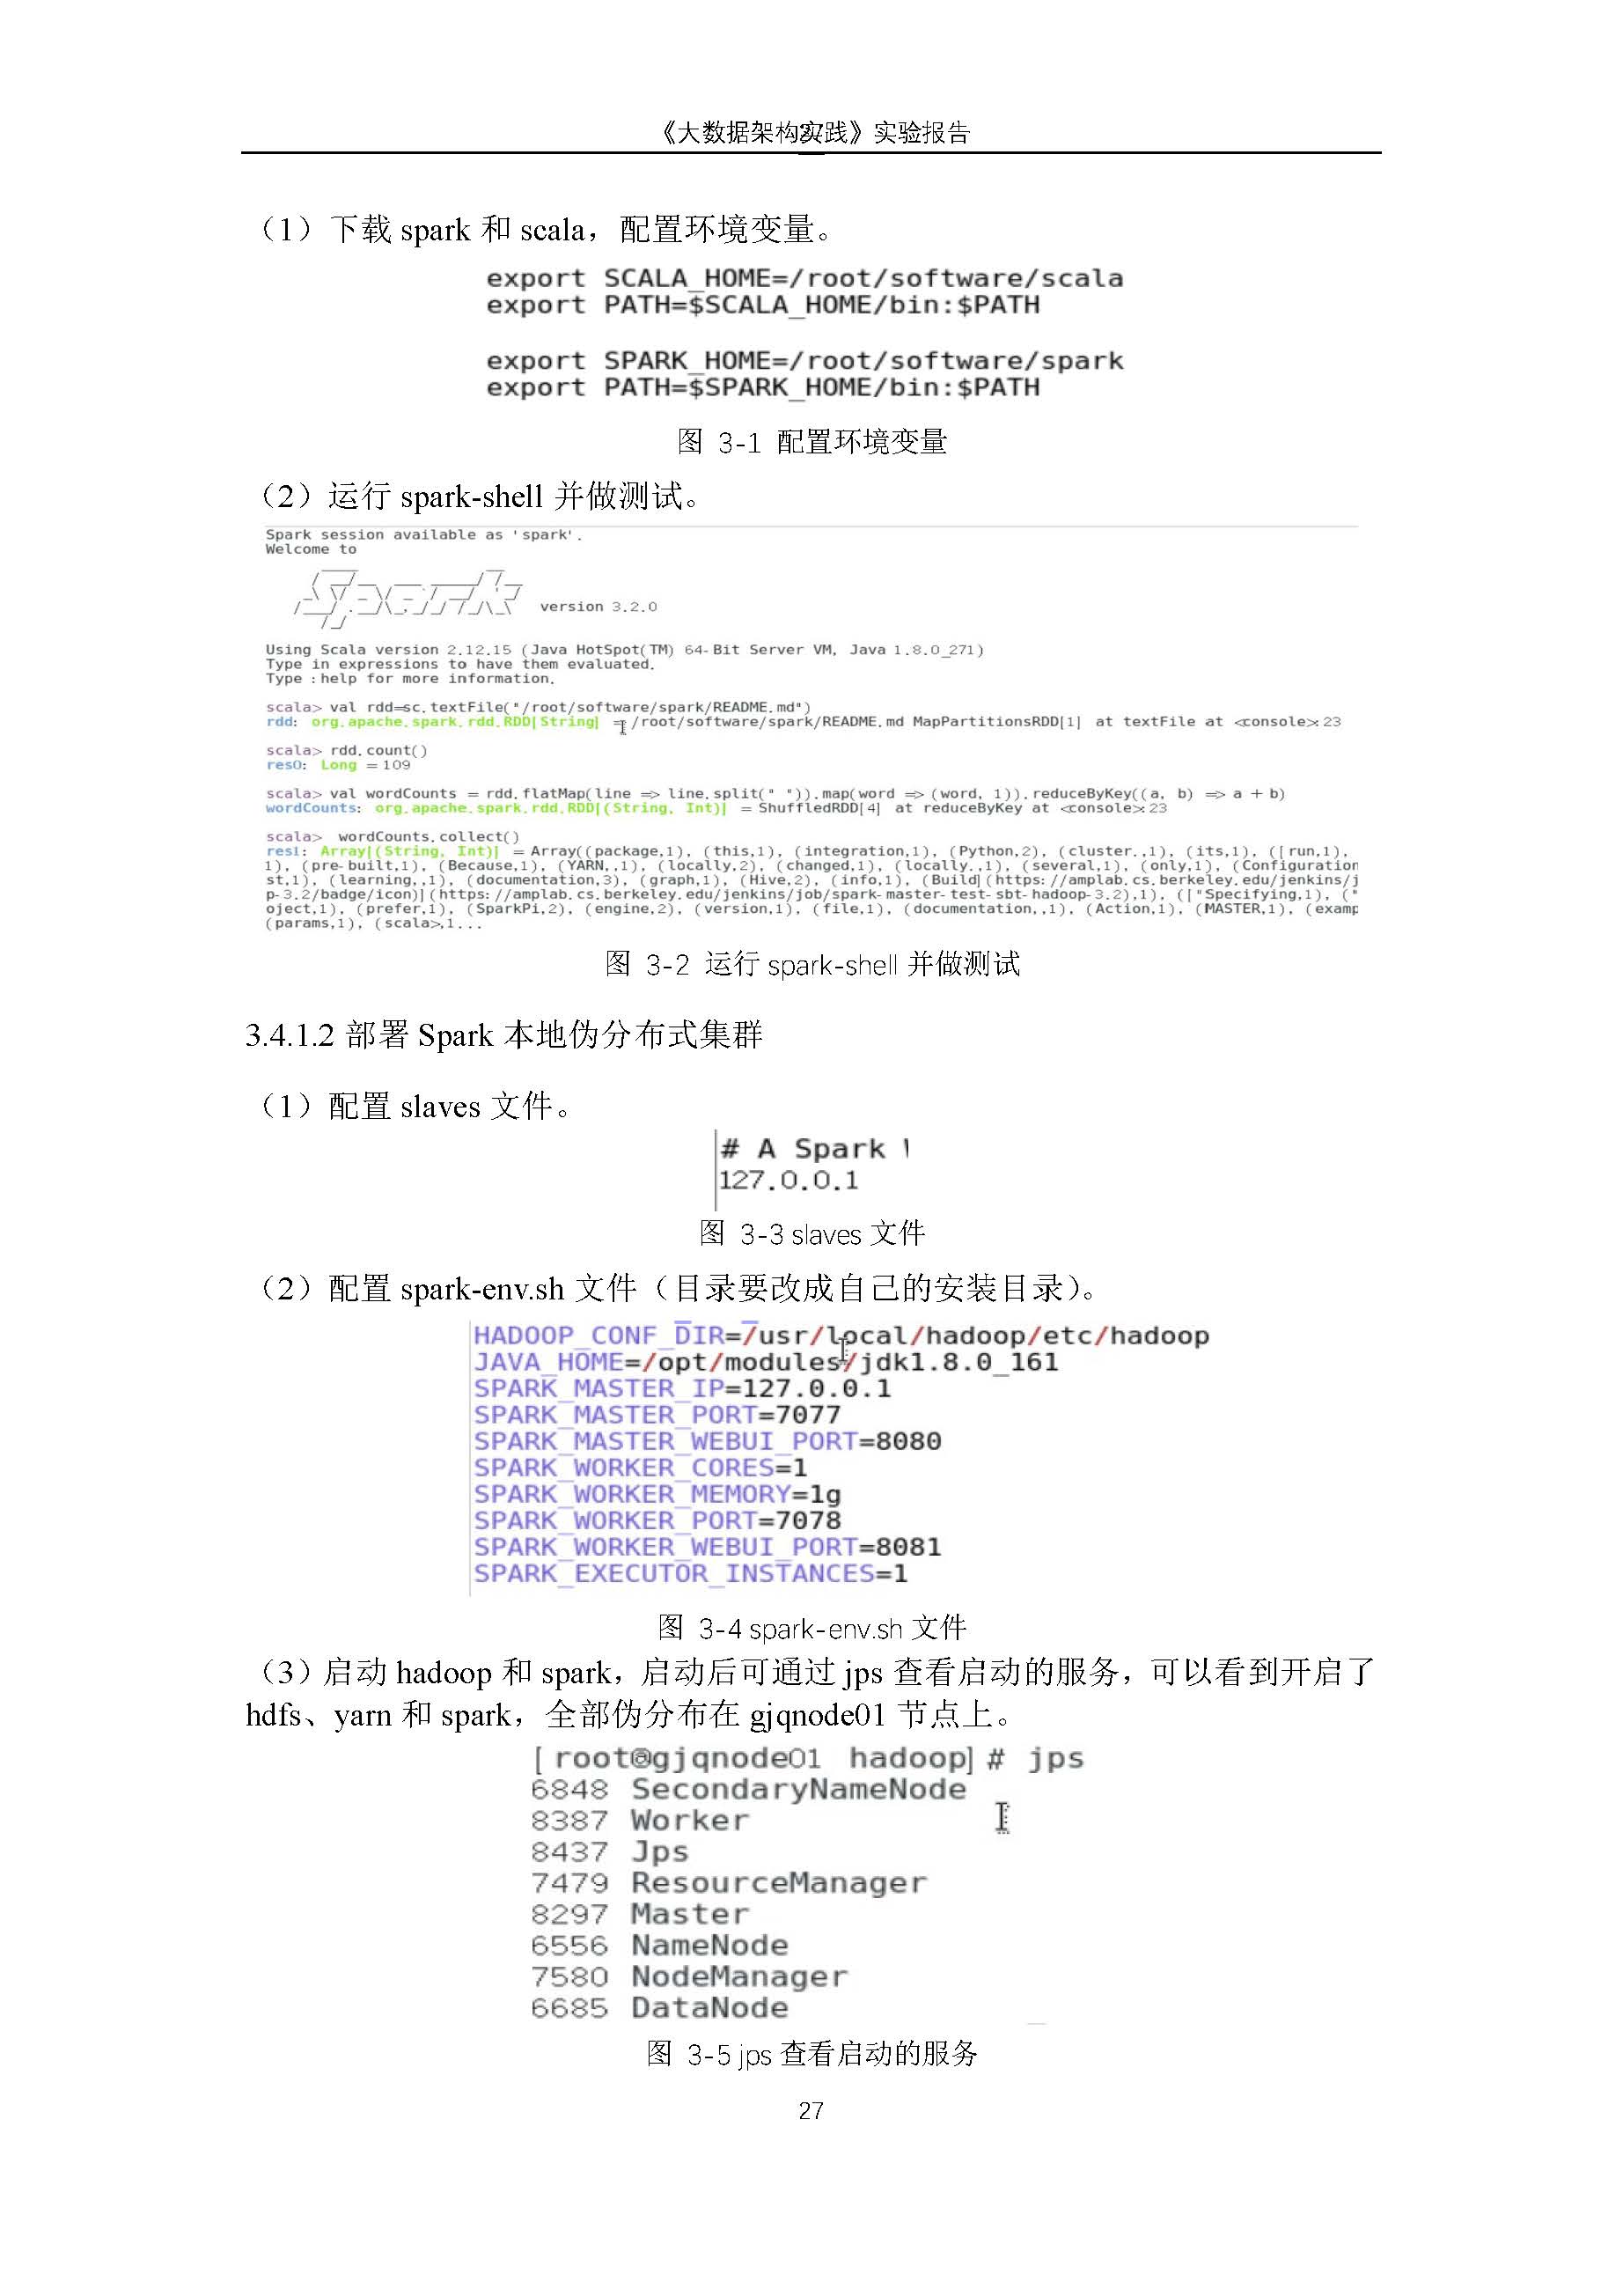 《大数据架构实践》实验报告
（1）下载 spark 和 scala，配置环境变量。
export SCALA_HOME=/root/software/scala
export PATH=$SCALA_HOME/bin:$PATH
export SPARK_HOME=/root/software/spark
export PATH=$SPARK_HOME/bin:$PATH
图 3-1 配置环境变量
（2）运行 spark-shell 并做测试。
Spark session available as 'spark'.
Welcome to
version 3.2.0
Using Scala version 2.12.15 (Java HotSpot(TM) 64-Bit Server VM, Java 1.8.0_271)
Type in expressions to have them evaluated.
Type :help for more information.
scala> val rdd=sc.textFile("/root/software/spark/README.md")
rdd: org.apache.spark.rdd.RDD[String] = /root/software/spark/README.md MapPartitionsRDD[1] at textFile at <console>:23
scala> rdd.count()
res0: Long = 109
scala> val wordCounts = rdd.flatMap(line => line.split(" ")).map(word => (word, 1)).reduceByKey((a, b) => a + b)
wordCounts: org.apache.spark.rdd.RDD[(String, Int)] = ShuffledRDD[4] at reduceByKey at <console>:23
scala> wordCounts.collect()
res1: Array[(String, Int)] = Array((package,1), (this,1), (integration,1), (Python,2), (cluster.,1), (its,1), ([run,1),
1), (pre-built,1), (Because,1), (YARN,,1), (locally,2), (changed,1), (locally.,1), (several,1), (only,1), (Configuration
st,1), (learning,,1), (documentation,3), (graph,1), (Hive,2), (info,1), (Build](https://amplab.cs.berkeley.edu/jenkins/j
p-3.2/badge/icon)](https://amplab.cs.berkeley.edu/jenkins/job/spark-master-test-sbt-hadoop-3.2),1), (["Specifying,1), ("
oject,1), (prefer,1), (SparkPi,2), (engine,2), (version,1), (file,1), (documentation,,1), (Action,1), (MASTER,1), (examp
(params,1), (scala>,1...
图 3-2 运行 spark-shell 并做测试
3.4.1.2 部署 Spark 本地伪分布式集群
（1）配置 slaves 文件。
# A Spark
127.0.0.1
图 3-3 slaves 文件
（2）配置 spark-env.sh 文件（目录要改成自己的安装目录）。
HADOOP_CONF_DIR=/usr/local/hadoop/etc/hadoop
JAVA_HOME=/opt/modules/jdk1.8.0_161
SPARK_MASTER_IP=127.0.0.1
SPARK_MASTER_PORT=7077
SPARK_MASTER_WEBUI_PORT=8080
SPARK_WORKER_CORES=1
SPARK_WORKER_MEMORY=1g
SPARK_WORKER_PORT=7078
SPARK_WORKER_WEBUI_PORT=8081
SPARK_EXECUTOR_INSTANCES=1
图 3-4 spark-env.sh 文件
（3）启动 hadoop 和 spark，启动后可通过 jps 查看启动的服务，可以看到开启了
hdfs、yarn 和 spark，全部伪分布在 gjqnode01 节点上。
[root@gjqnode01 hadoop]# jps
6848 SecondaryNameNode
8387 Worker
8437 Jps
7479 ResourceManager
8297 Master
6556 NameNode
7580 NodeManager
6685 DataNode
图 3-5 jps 查看启动的服务
27